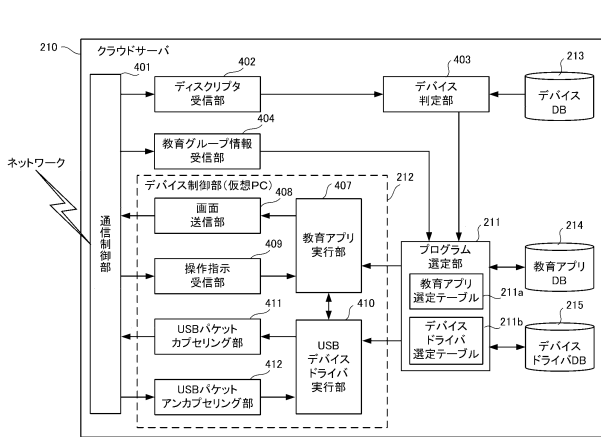 210
クラウドサーバ
401
402
ディスクリプタ
受信部
403
デバイス
判定部
213
デバイス
DB
404
教育グループ情報
受信部
ネットワーク
通信制御部
212
デバイス制御部(仮想PC)
408
画面
送信部
407
教育アプリ
実行部
409
操作指示
受信部
211
プログラム
選定部
教育アプリ
選定テーブル
211a
214
教育アプリ
DB
411
USBパケット
カプセリング部
410
USB
デバイス
ドライバ
実行部
211b
デバイス
ドライバ
選定テーブル
215
デバイス
ドライバDB
412
USBパケット
アンカプセリング部